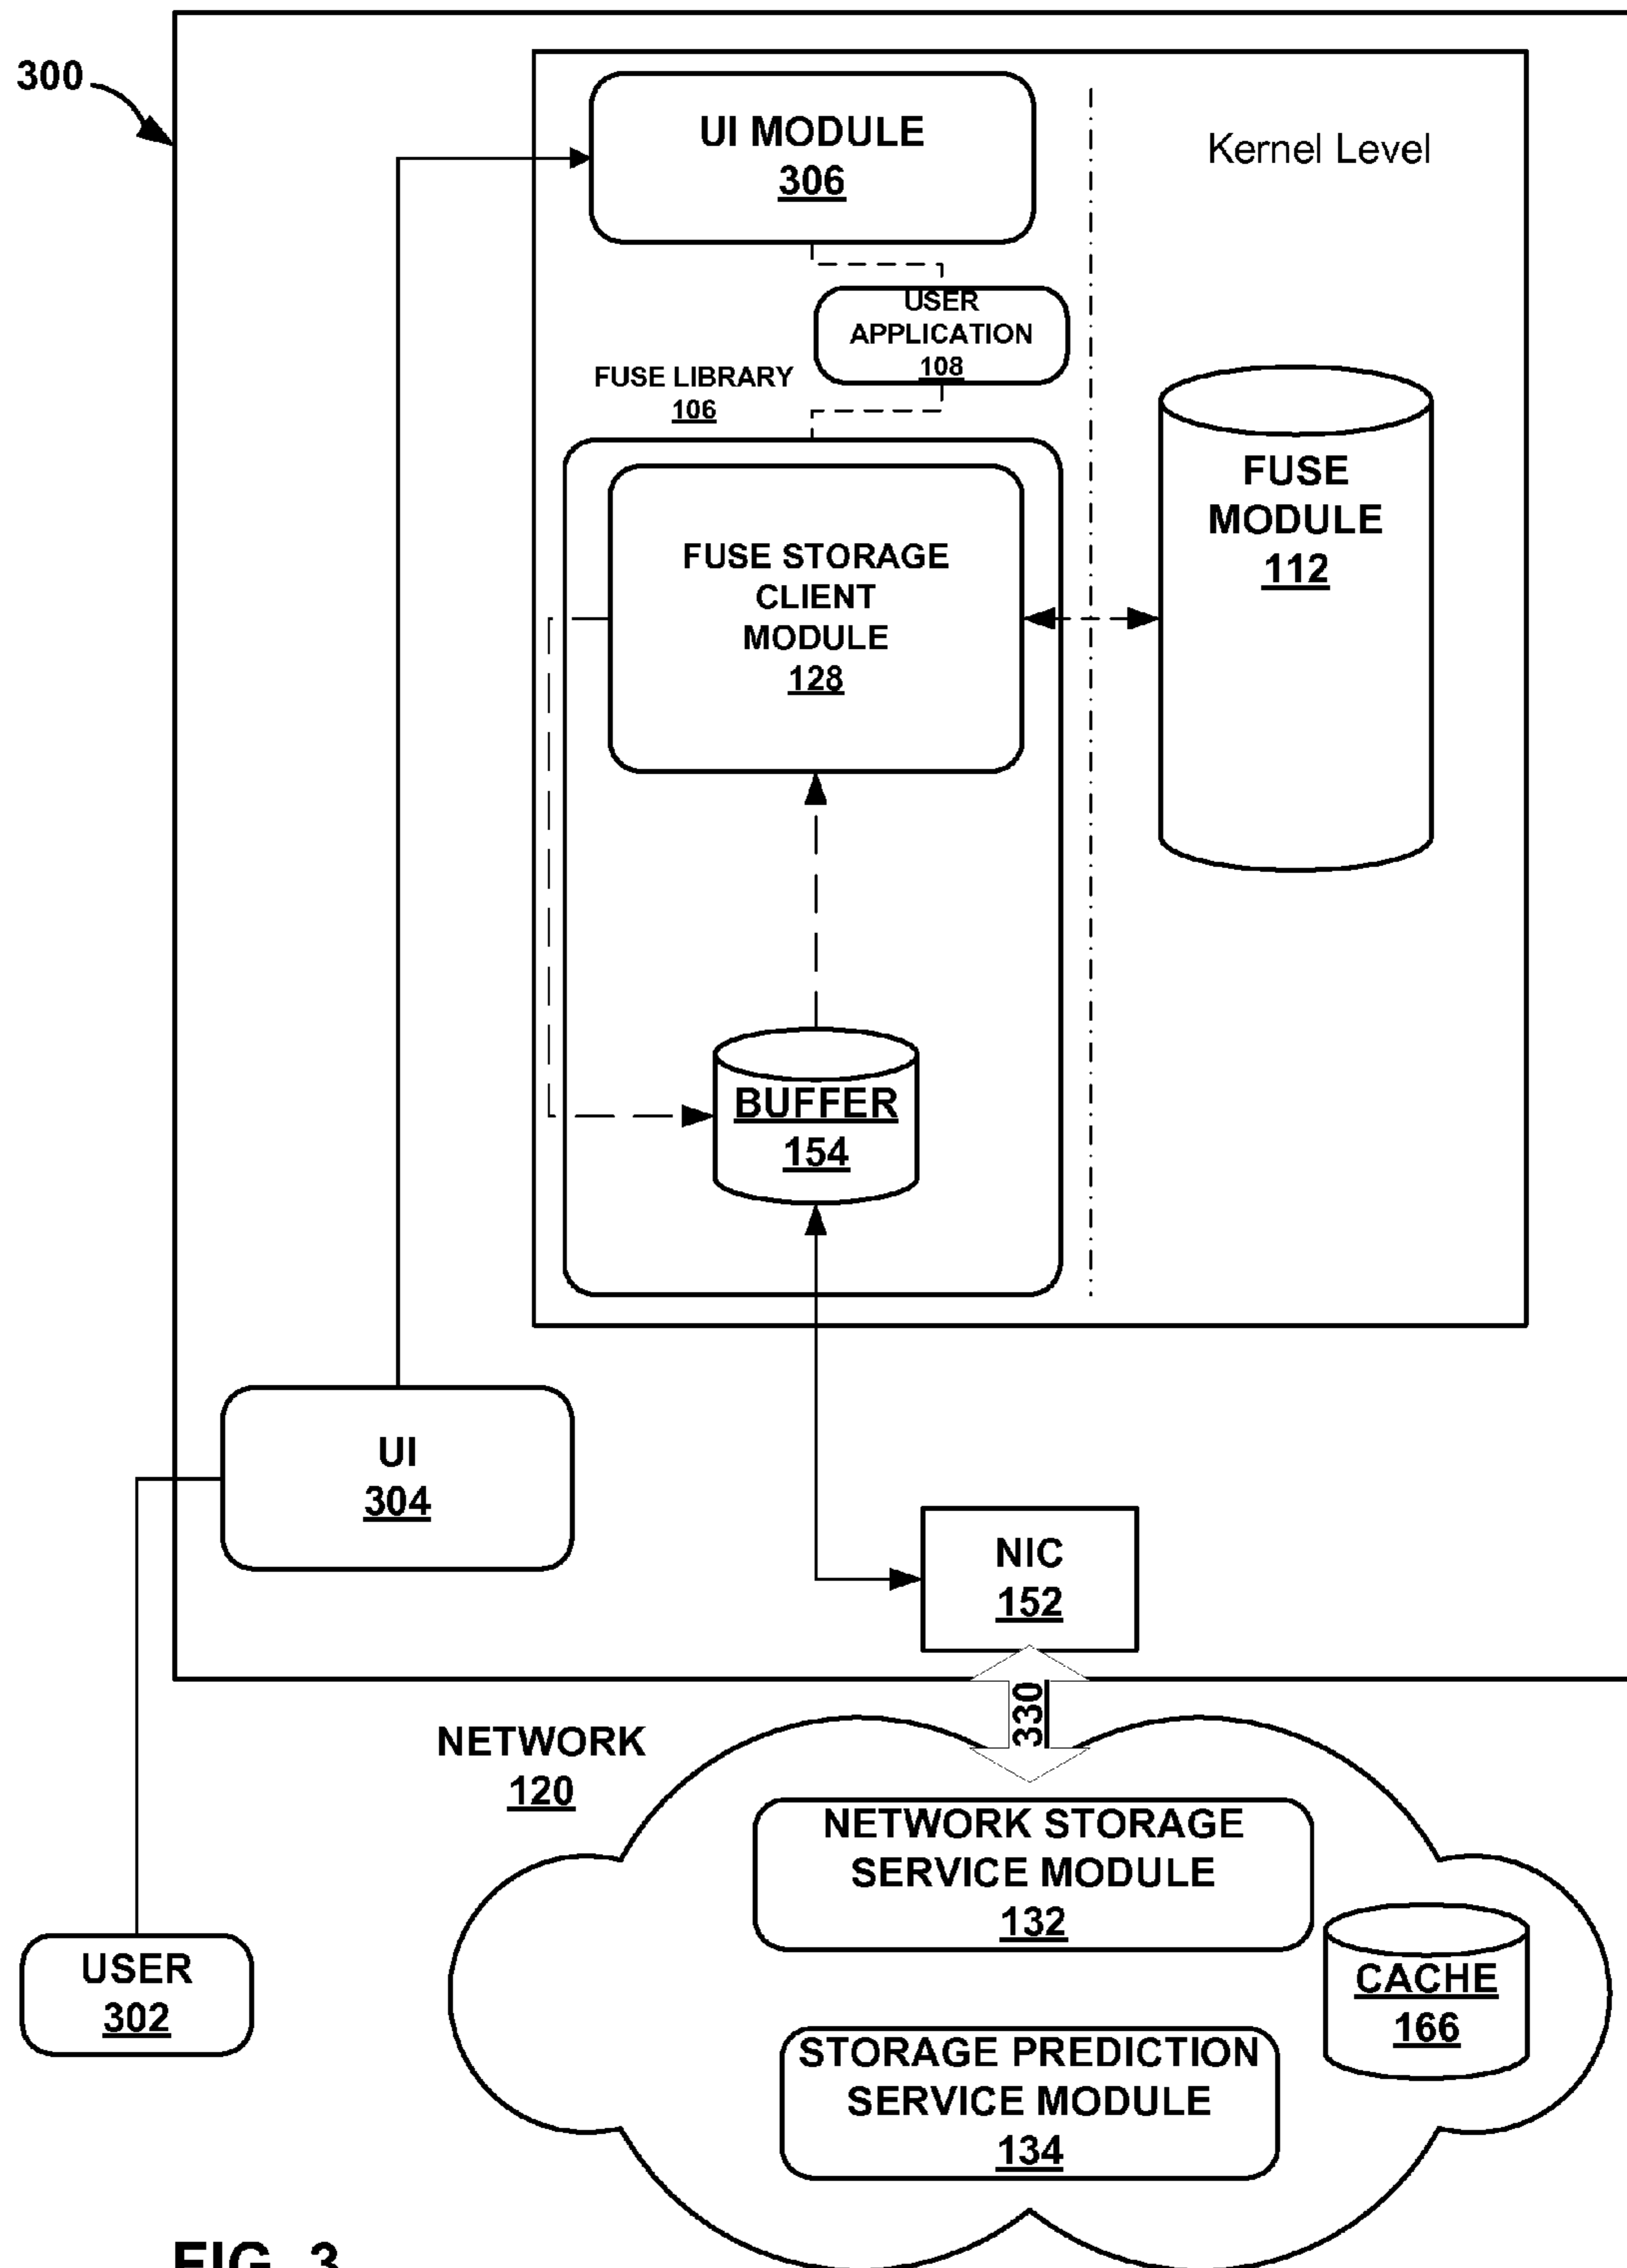 300
UI MODULE
306
Kernel Level
USER
APPLICATION
108
FUSE LIBRARY
106
FUSE
MODULE
112
FUSE STORAGE
CLIENT
MODULE
128
BUFFER
154
UI
304
NIC
152
330
NETWORK
120
NETWORK STORAGE
SERVICE MODULE
132
USER
302
CACHE
166
STORAGE PREDICTION
SERVICE MODULE
134
FIG. 3